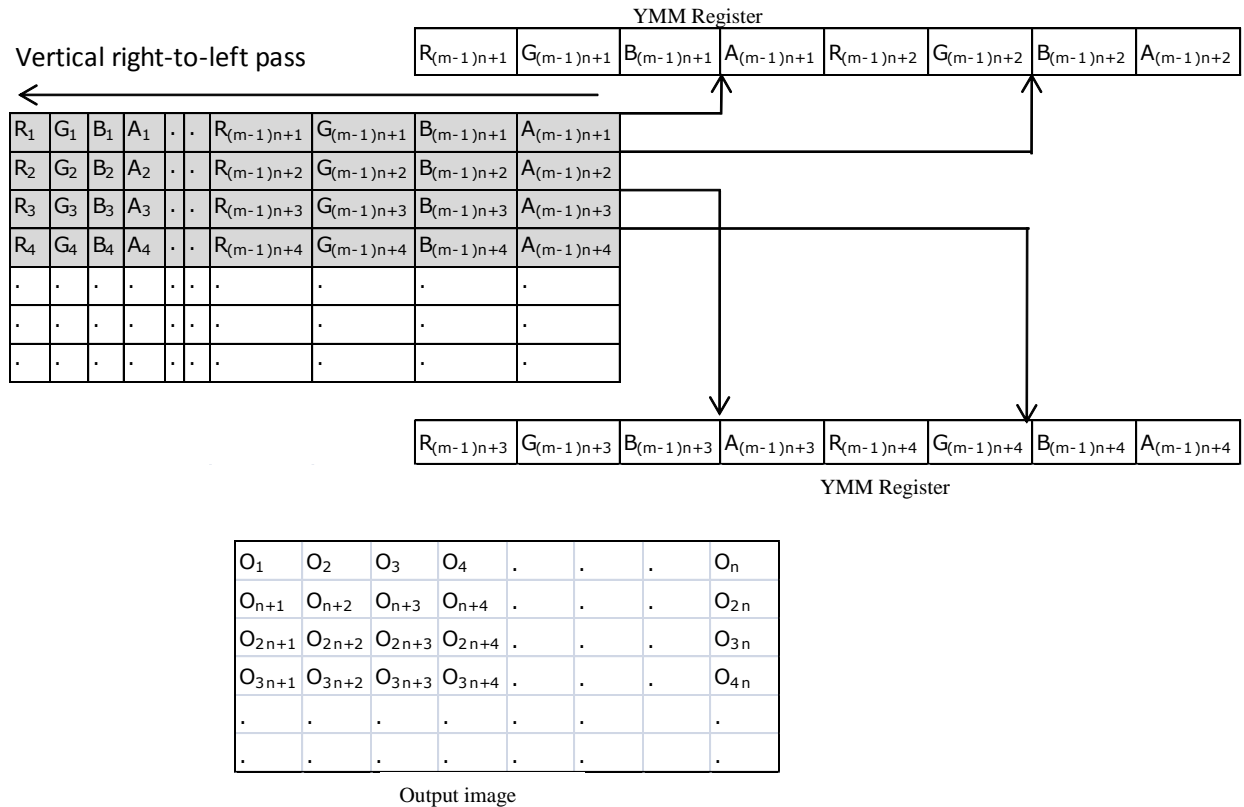 YMM Register
R(m-1)n+1 G(m-1)n+1 B(m-1)n+1 A(m-1)n+1 R(m-1)n+2 G(m-1)n+2 B(m-1)n+2 A(m-1)n+2
Vertical right-to-left pass
R1 G1 B1 A1 . . R(m-1)n+1 G(m-1)n+1 B(m-1)n+1 A(m-1)n+1
R2 G2 B2 A2 . . R(m-1)n+2 G(m-1)n+2 B(m-1)n+2 A(m-1)n+2
R3 G3 B3 A3 . . R(m-1)n+3 G(m-1)n+3 B(m-1)n+3 A(m-1)n+3
R4 G4 B4 A4 . . R(m-1)n+4 G(m-1)n+4 B(m-1)n+4 A(m-1)n+4
. . . . . . . . . .
. . . . . . . . . .
. . . . . . . . . .
R(m-1)n+3 G(m-1)n+3 B(m-1)n+3 A(m-1)n+3 R(m-1)n+4 G(m-1)n+4 B(m-1)n+4 A(m-1)n+4
YMM Register
O1 O2 O3 O4 . . . On
On+1 On+2 On+3 On+4 . . . O2n
O2n+1 O2n+2 O2n+3 O2n+4 . . . O3n
O3n+1 O3n+2 O3n+3 O3n+4 . . . O4n
. . . . . . . .
. . . . . . . .
Output image